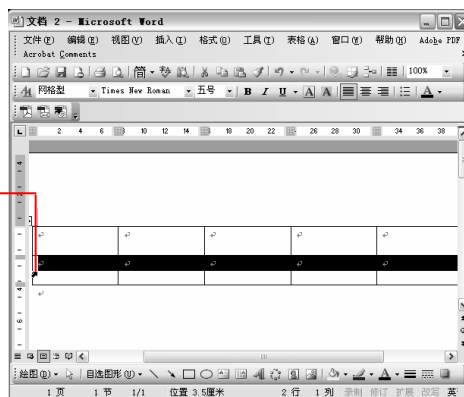 文档 2 - Microsoft Word
文件(F) 编辑(E) 视图(V) 插入(I) 格式(O) 工具(T) 表格(A) 窗口(W) 帮助(H) Adobe PDF
Acrobat Comments
简 100%
网格型 Times New Roman 五号 B I U A A A
L 2 4 6 8 10 12 14 18 20 22 26 28 30 34 36 38
绘图(D) 自选图形(U) A
1 页 1 节 1/1 位置 3.5厘米 2 行 1 列 录制 修订 扩展 改写 英